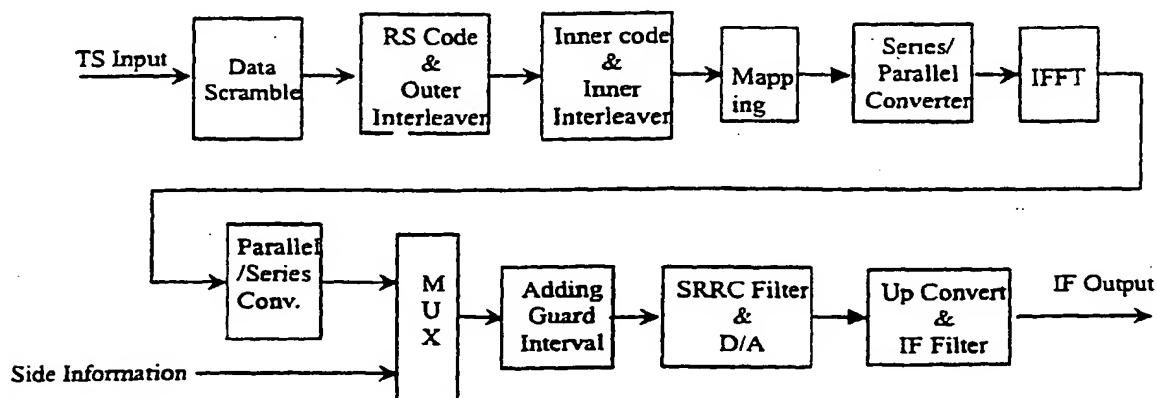 TS Input
Data
Scramble
RS Code
&
Outer
Interleaver
Inner code
&
Inner
Interleaver
Mapp
ing
Series/
Parallel
Converter
IFFT
Parallel
/Series
Conv.
M
U
X
Adding
Guard
Interval
SRRC Filter
&
D/A
Up Convert
&
IF Filter
IF Output
Side Information